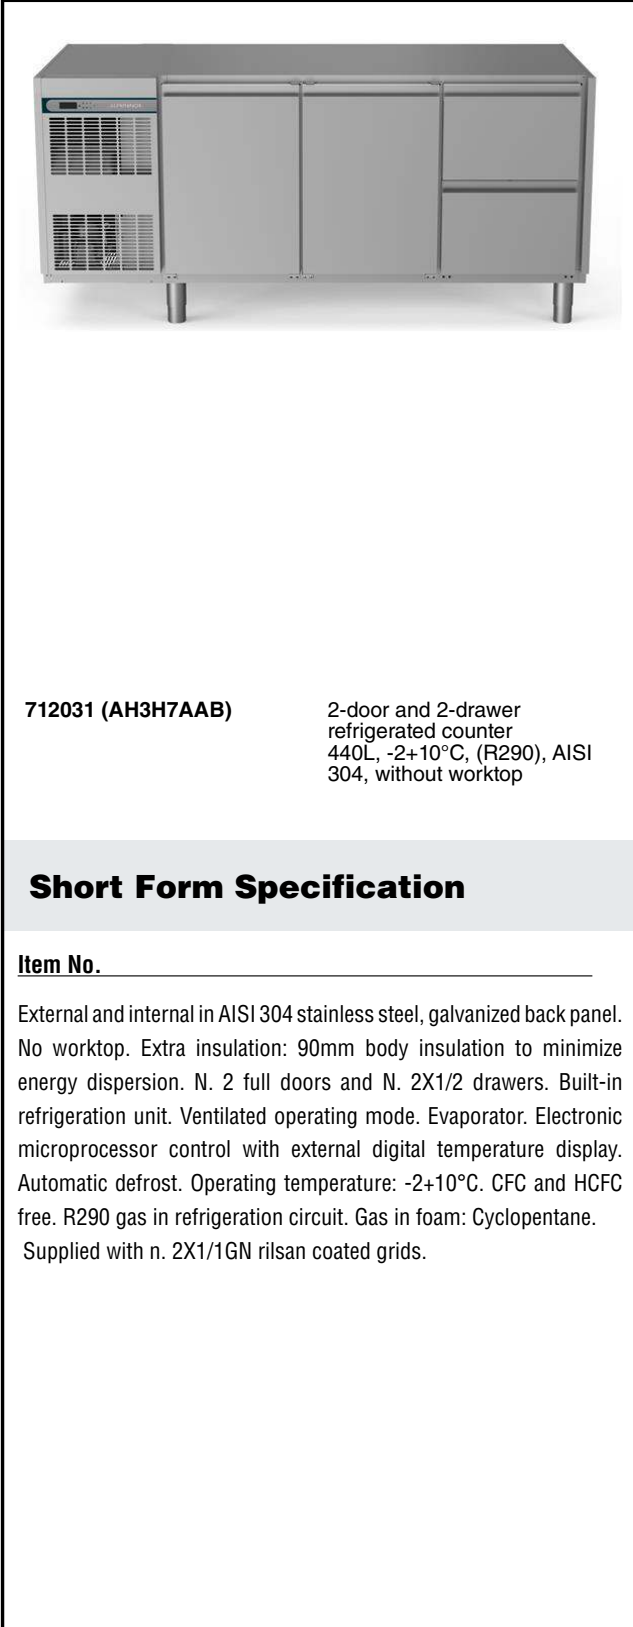 712031 (AH3H7AAB)
2-door and 2-drawer
refrigerated counter
440L, -2+10°C, (R290), AISI
304, without worktop
Short Form Specification
Item No.
External and internal in AISI 304 stainless steel, galvanized back panel.
No worktop. Extra insulation: 90mm body insulation to minimize
energy dispersion. N. 2 full doors and N. 2X1/2 drawers. Built-in
refrigeration unit. Ventilated operating mode. Evaporator. Electronic
microprocessor control with external digital temperature display.
Automatic defrost. Operating temperature: -2+10°C. CFC and HCFC
free. R290 gas in refrigeration circuit. Gas in foam: Cyclopentane.
Supplied with n. 2X1/1GN rilsan coated grids.